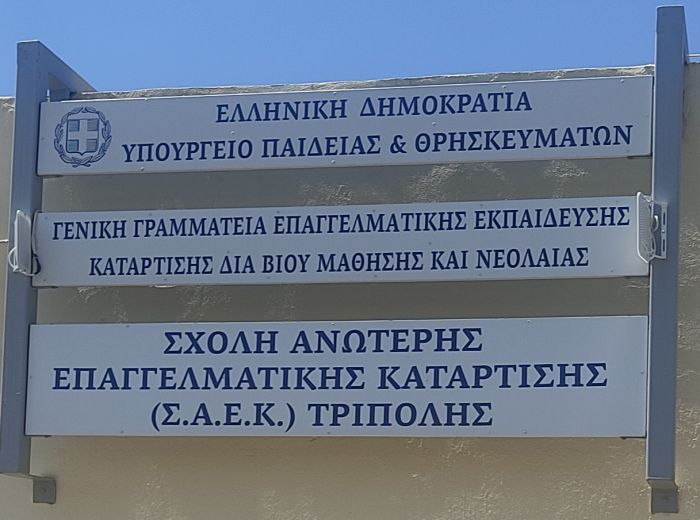 ΕΛΛΗΝΙΚΗ ΔΗΜΟΚΡΑΤΙΑ
ΥΠΟΥΡΓΕΙΟ ΠΑΙΔΕΙΑΣ & ΘΡΗΣΚΕΥΜΑΤΩΝ
ΓΕΝΙΚΗ ΓΡΑΜΜΑΤΕΙΑ ΕΠΑΓΓΕΛΜΑΤΙΚΗΣ ΕΚΠΑΙΔΕΥΣΗΣ
ΚΑΤΑΡΤΙΣΗΣ ΔΙΑ ΒΙΟΥ ΜΑΘΗΣΗΣ ΚΑΙ ΝΕΟΛΑΙΑΣ
ΣΧΟΛΗ ΑΝΩΤΕΡΗΣ
ΕΠΑΓΓΕΛΜΑΤΙΚΗΣ ΚΑΤΑΡΤΙΣΗΣ
(Σ.Α.Ε.Κ.) ΤΡΙΠΟΛΗΣ